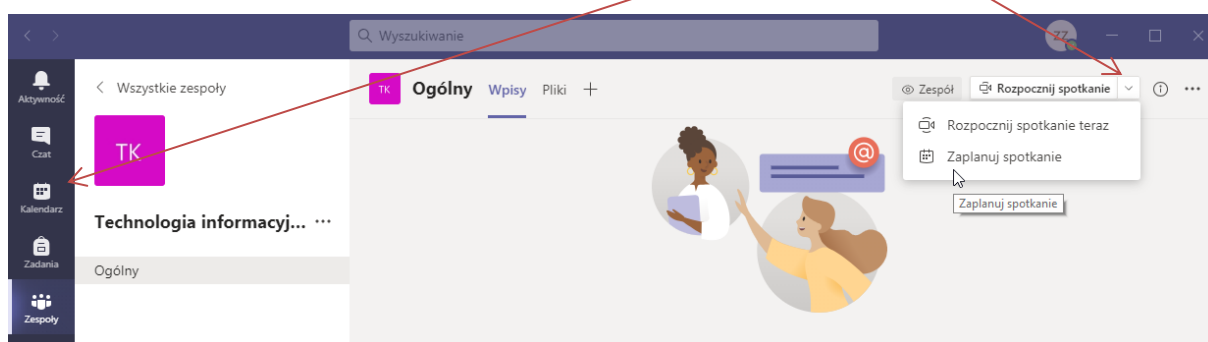 Wyszukiwanie
ZZ
Aktywność
Czat
Kalendarz
Zadania
Zespoły
Wszystkie zespoły
TK
Technologia informacyj... ...
Ogólny
TK Ogólny Wpisy Pliki +
Zespół Rozpocznij spotkanie ...
Rozpocznij spotkanie teraz
Zaplanuj spotkanie
Zaplanuj spotkanie
@